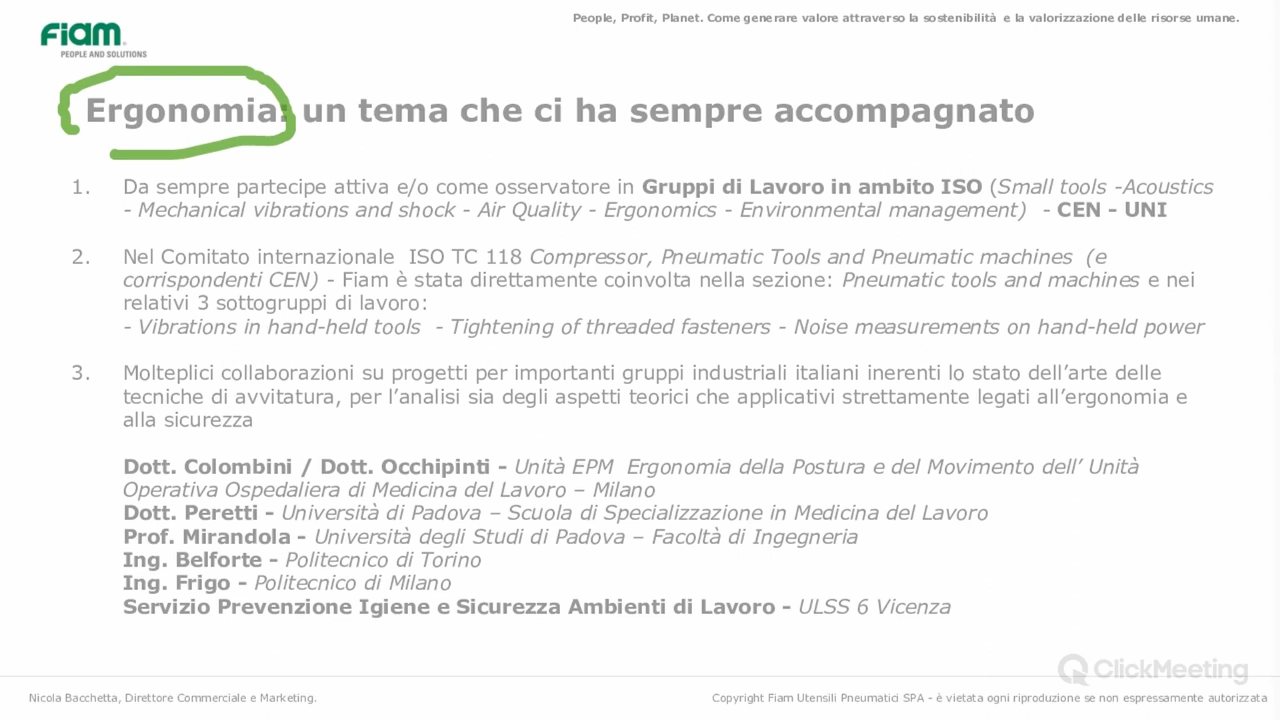 People, Profit, Planet. Come generare valore attraverso la sostenibilità e la valorizzazione delle risorse umane.
Fiam
PEOPLE AND SOLUTIONS
Ergonomia: un tema che ci ha sempre accompagnato
1. Da sempre partecipe attiva e/o come osservatore in Gruppi di Lavoro in ambito ISO (Small tools -Acoustics
- Mechanical vibrations and shock - Air Quality - Ergonomics - Environmental management) - CEN - UNI
2. Nel Comitato internazionale ISO TC 118 Compressor, Pneumatic Tools and Pneumatic machines (e
corrispondenti CEN) - Fiam è stata direttamente coinvolta nella sezione: Pneumatic tools and machines e nei
relativi 3 sottogruppi di lavoro:
- Vibrations in hand-held tools - Tightening of threaded fasteners - Noise measurements on hand-held power
3. Molteplici collaborazioni su progetti per importanti gruppi industriali italiani inerenti lo stato dell’arte delle
tecniche di avvitatura, per l’analisi sia degli aspetti teorici che applicativi strettamente legati all’ergonomia e
alla sicurezza
Dott. Colombini / Dott. Occhipinti - Unità EPM Ergonomia della Postura e del Movimento dell’ Unità
Operativa Ospedaliera di Medicina del Lavoro – Milano
Dott. Peretti - Università di Padova – Scuola di Specializzazione in Medicina del Lavoro
Prof. Mirandola - Università degli Studi di Padova – Facoltà di Ingegneria
Ing. Belforte - Politecnico di Torino
Ing. Frigo - Politecnico di Milano
Servizio Prevenzione Igiene e Sicurezza Ambienti di Lavoro - ULSS 6 Vicenza
ClickMeeting
Nicola Bacchetta, Direttore Commerciale e Marketing.
Copyright Fiam Utensili Pneumatici SPA - è vietata ogni riproduzione se non espressamente autorizzata